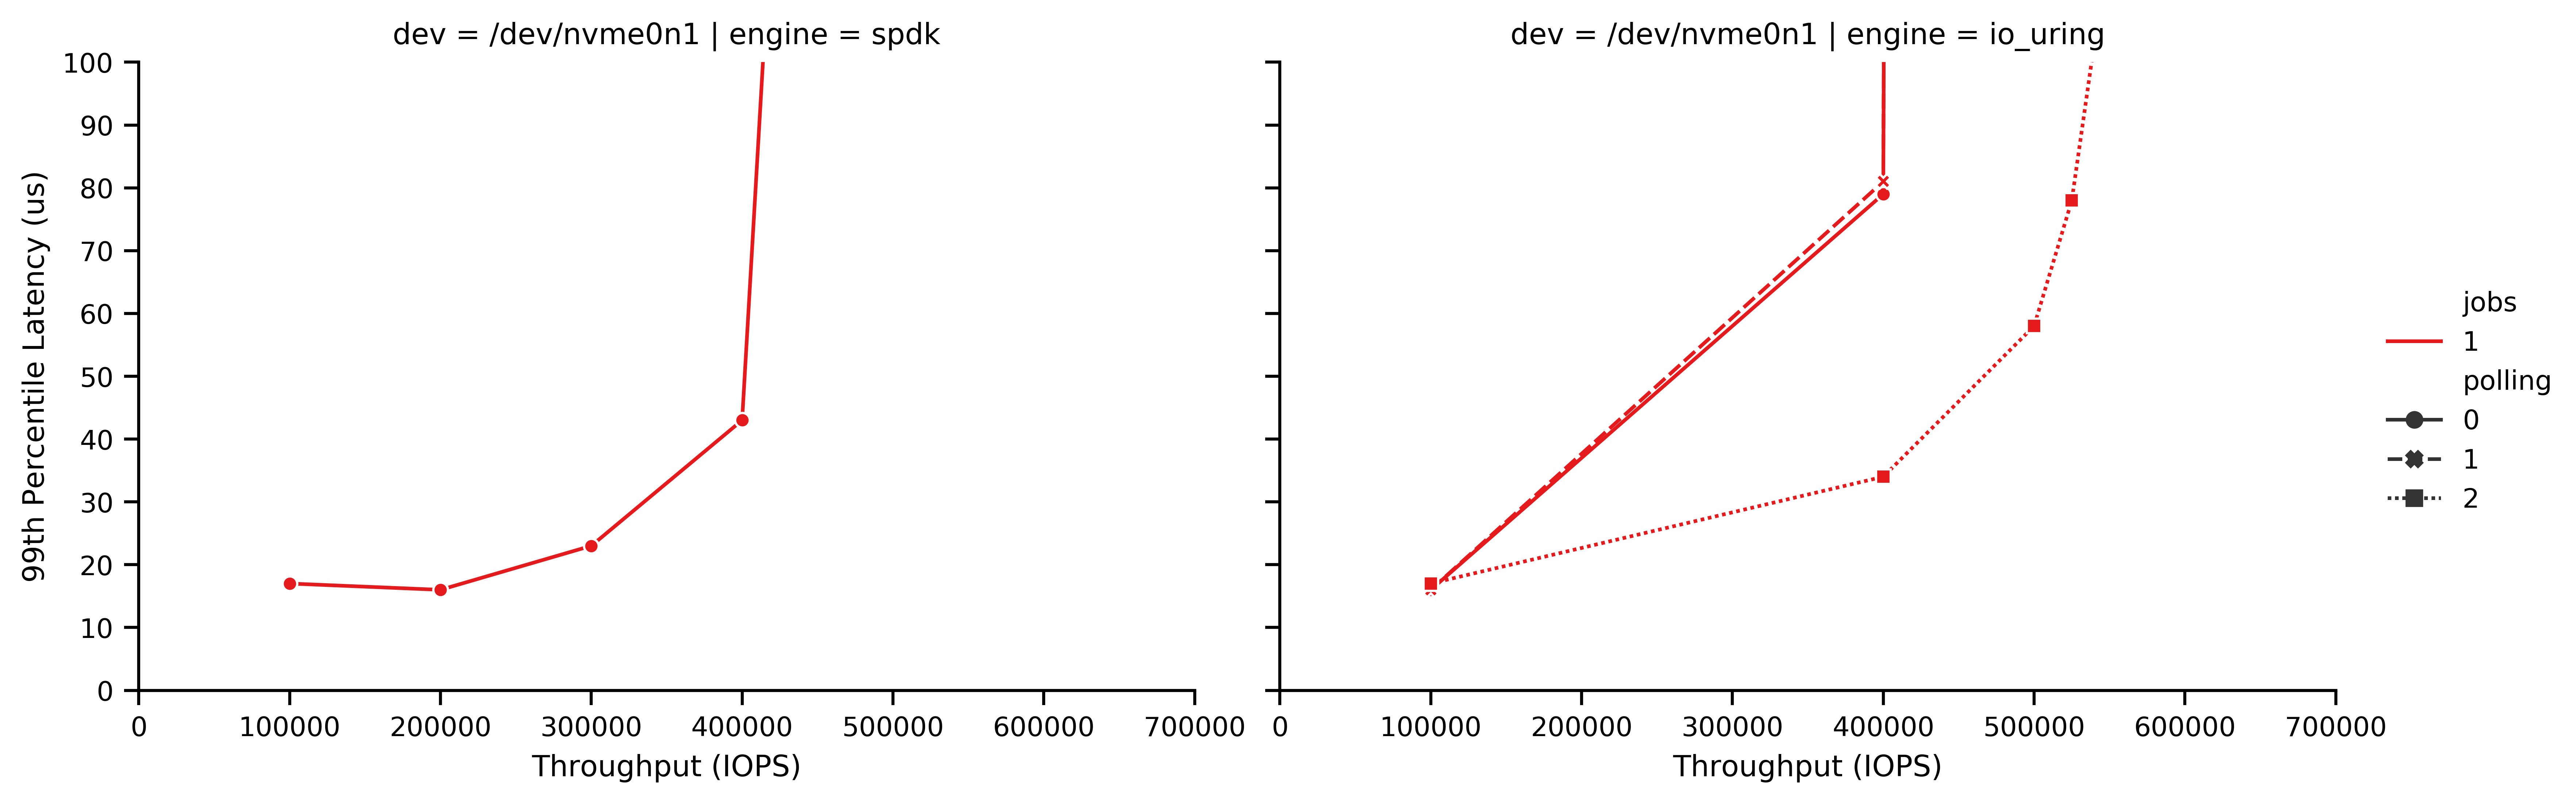 dev = /dev/nvme0n1 | engine = spdk
100
90
80
70
60
50
40
30
20
10
0
99th Percentile Latency (us)
0 100000 200000 300000 400000 500000 600000 700000
Throughput (IOPS)
dev = /dev/nvme0n1 | engine = io_uring
0 100000 200000 300000 400000 500000 600000 700000
Throughput (IOPS)
jobs
1
polling
0
1
2